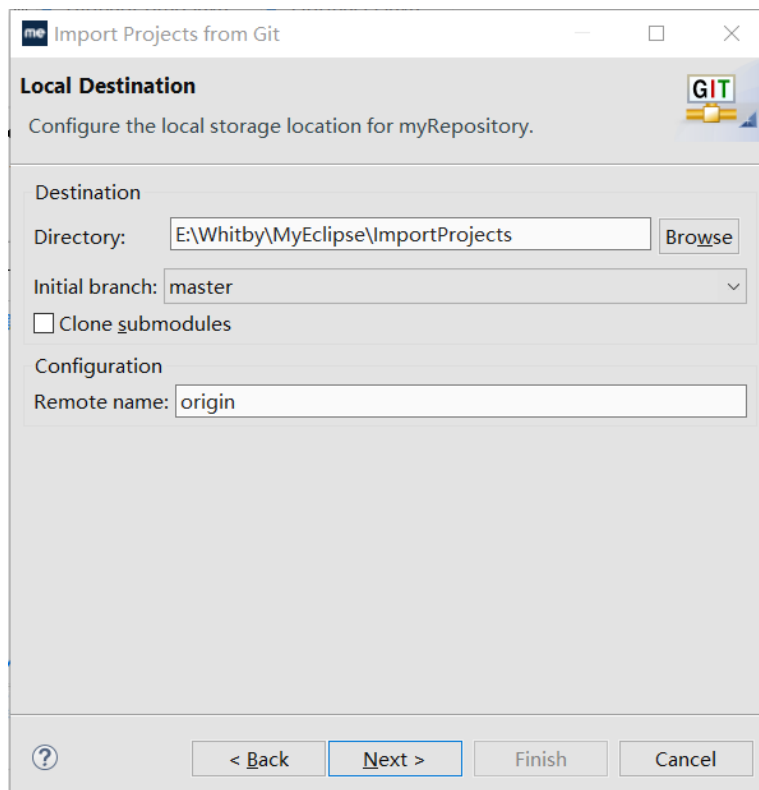 me Import Projects from Git
Local Destination
GIT
Configure the local storage location for myRepository.
Destination
Directory: E:\Whitby\MyEclipse\ImportProjects Browse
Initial branch: master
Clone submodules
Configuration
Remote name: origin
? < Back Next > Finish Cancel